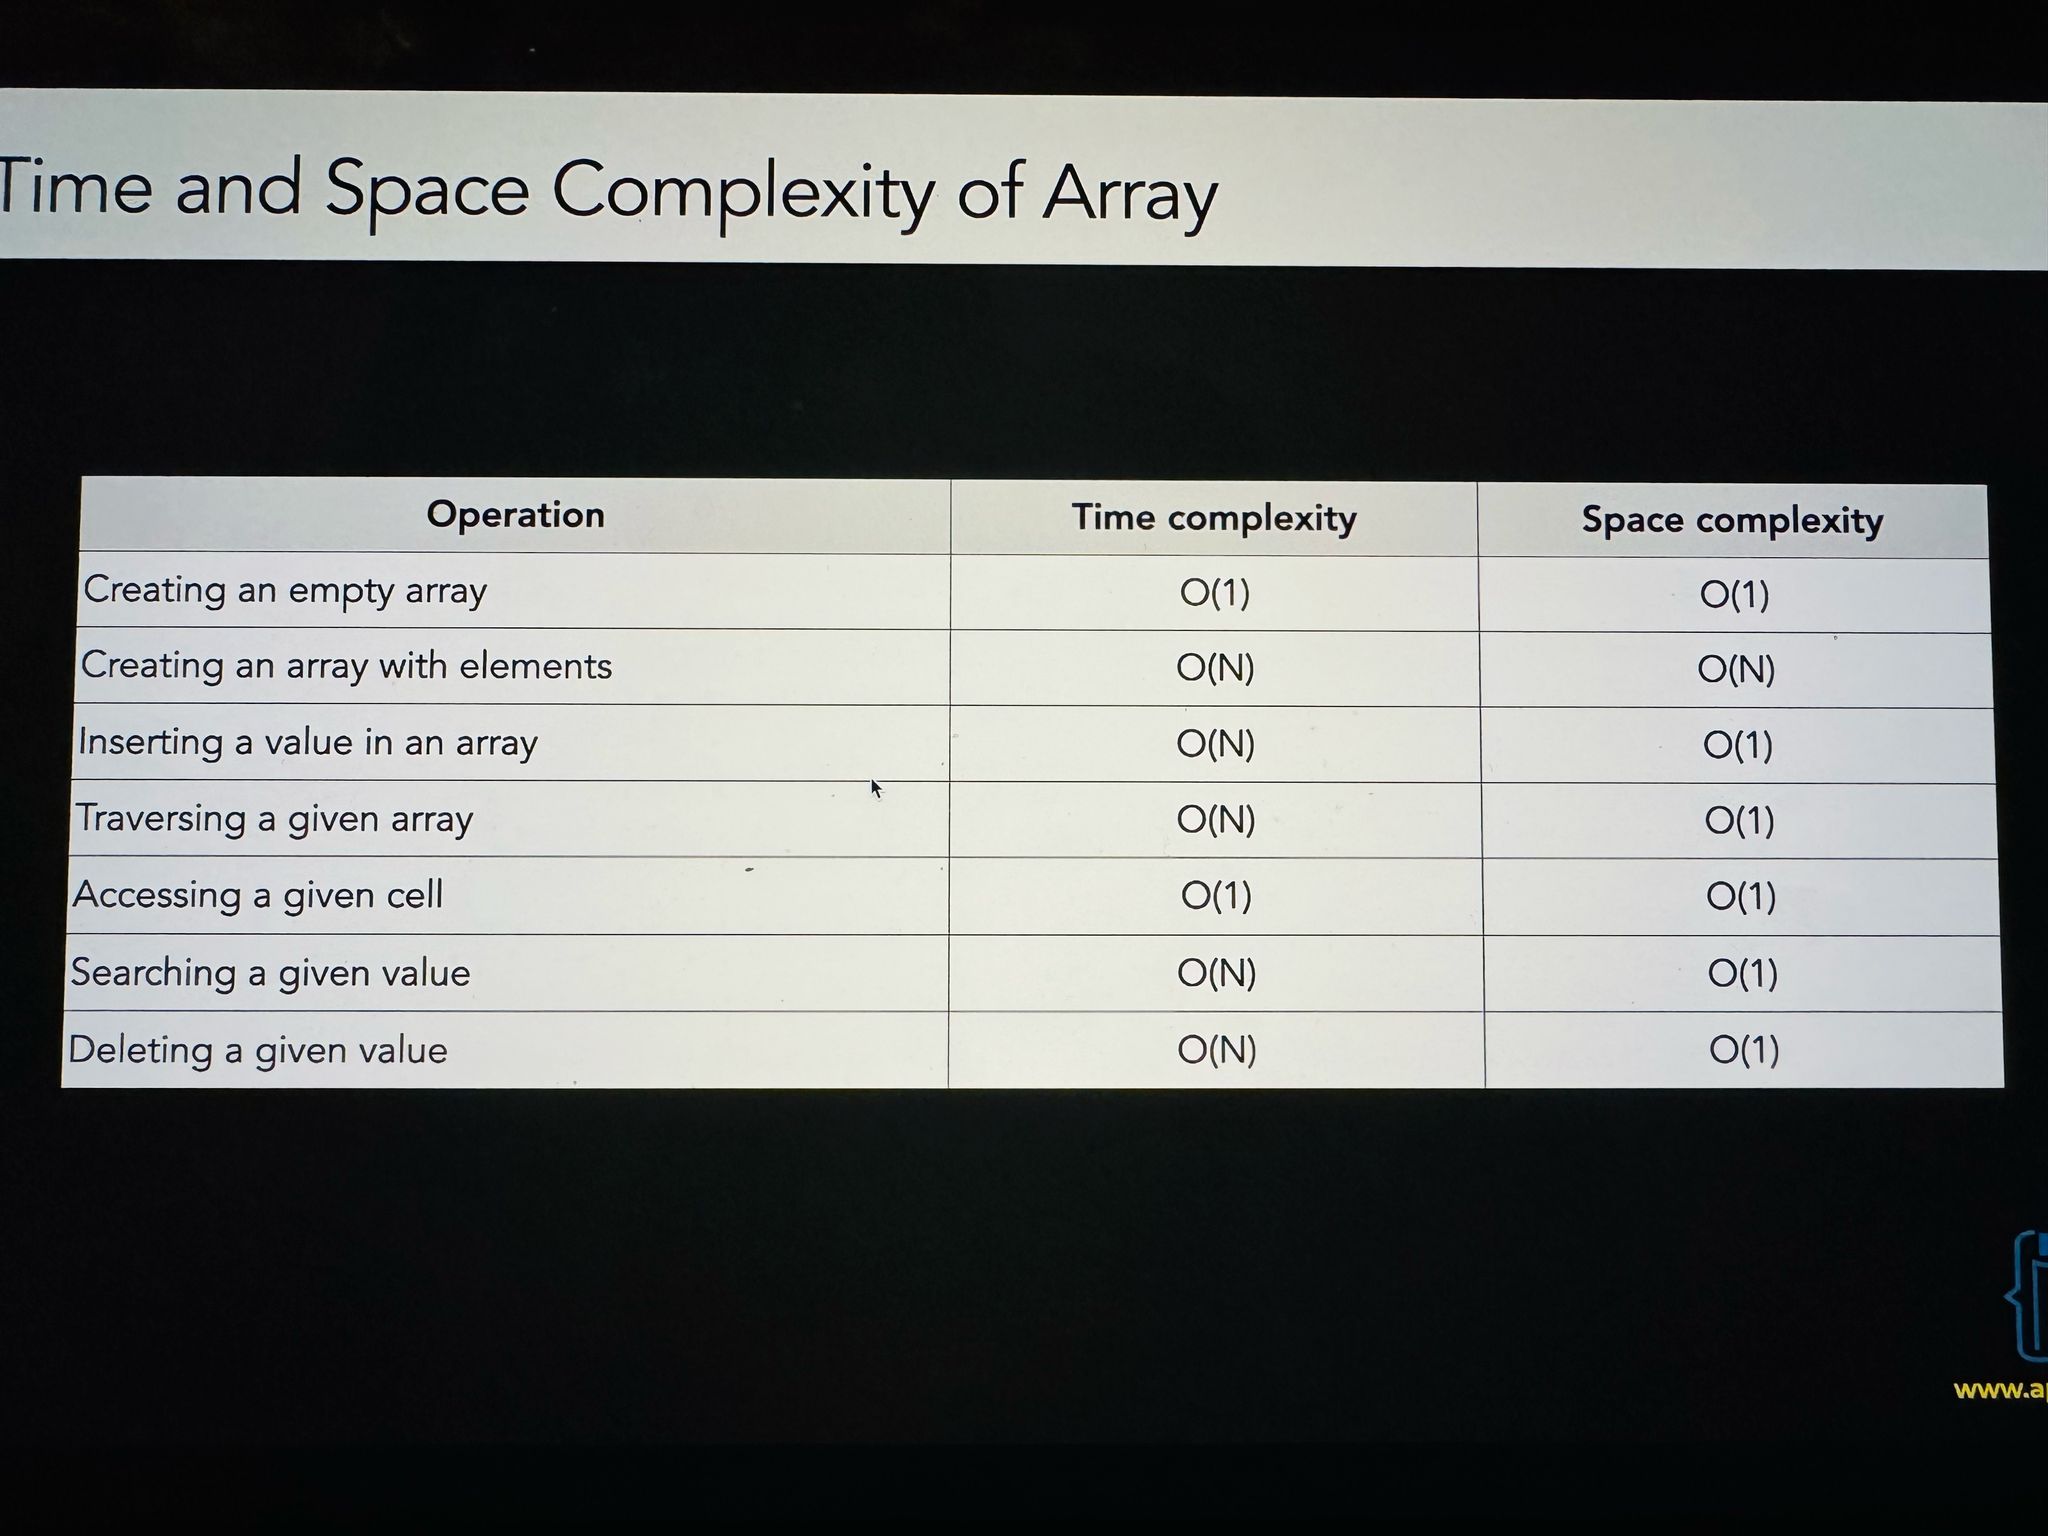 Time and Space Complexity of Array
Operation Time complexity Space complexity
Creating an empty array O(1) O(1)
Creating an array with elements O(N) O(N)
Inserting a value in an array O(N) O(1)
Traversing a given array O(N) O(1)
Accessing a given cell O(1) O(1)
Searching a given value O(N) O(1)
Deleting a given value O(N) O(1)